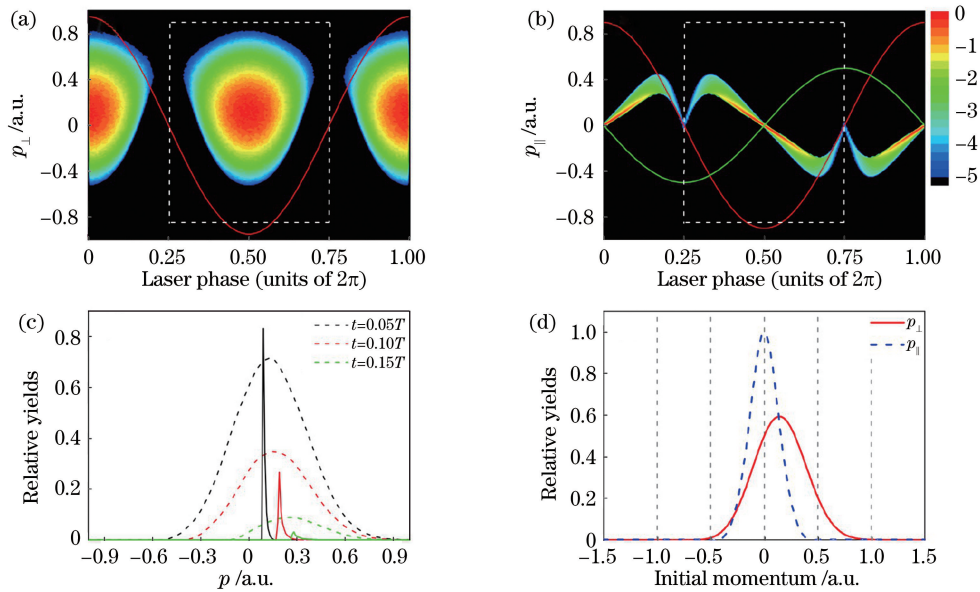 (a)
0.8
0.4
0
−0.4
−0.8
p⊥ /a.u.
0 0.25 0.50 0.75 1.00
Laser phase (units of 2π)
(b)
0.8
0.4
0
−0.4
−0.8
p∥ /a.u.
0 0.25 0.50 0.75 1.00
Laser phase (units of 2π)
0
−1
−2
−3
−4
−5
(c)
t=0.05T
t=0.10T
t=0.15T
0.8
0.6
0.4
0.2
0
Relative yields
−0.9 −0.6 −0.3 0 0.3 0.6 0.9
p /a.u.
(d)
p⊥
p∥
1.0
0.8
0.6
0.4
0.2
0
Relative yields
−1.5 −1.0 −0.5 0 0.5 1.0 1.5
Initial momentum /a.u.